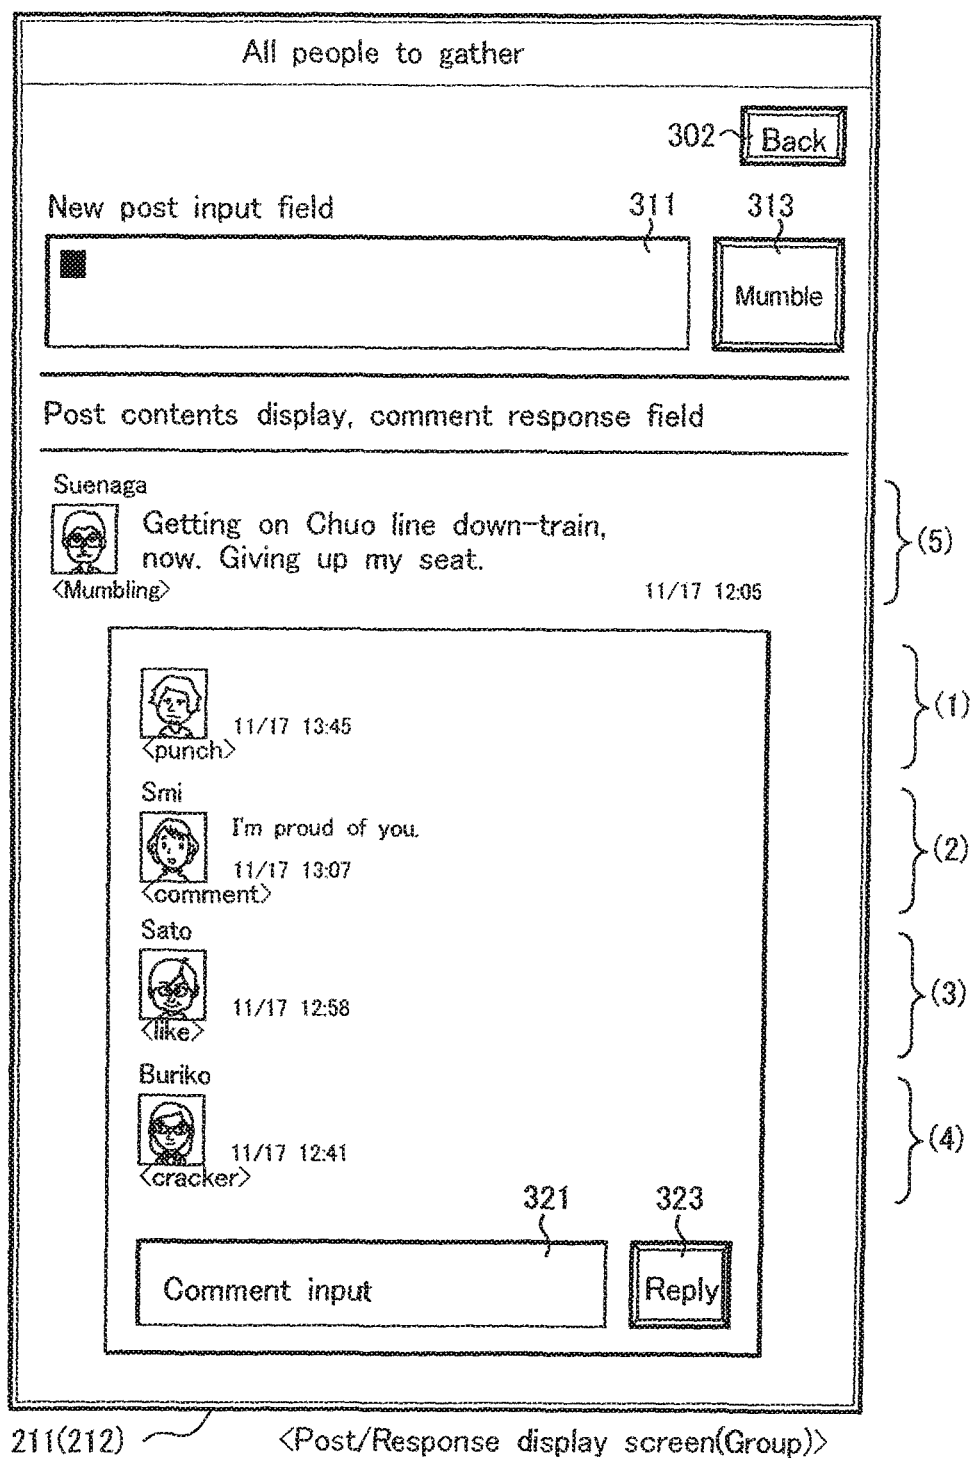 All people to gather
302
Back
New post input field
311
313
Mumble
Post contents display, comment response field
Suenaga
Getting on Chuo line down-train,
now. Giving up my seat.
<Mumbling>
11/17 12:05
(5)
11/17 13:45
<punch>
(1)
Smi
I'm proud of you.
11/17 13:07
<comment>
(2)
Sato
11/17 12:58
<like>
(3)
Buriko
11/17 12:41
<cracker>
(4)
321
323
Comment input
Reply
211(212)
<Post/Response display screen(Group)>